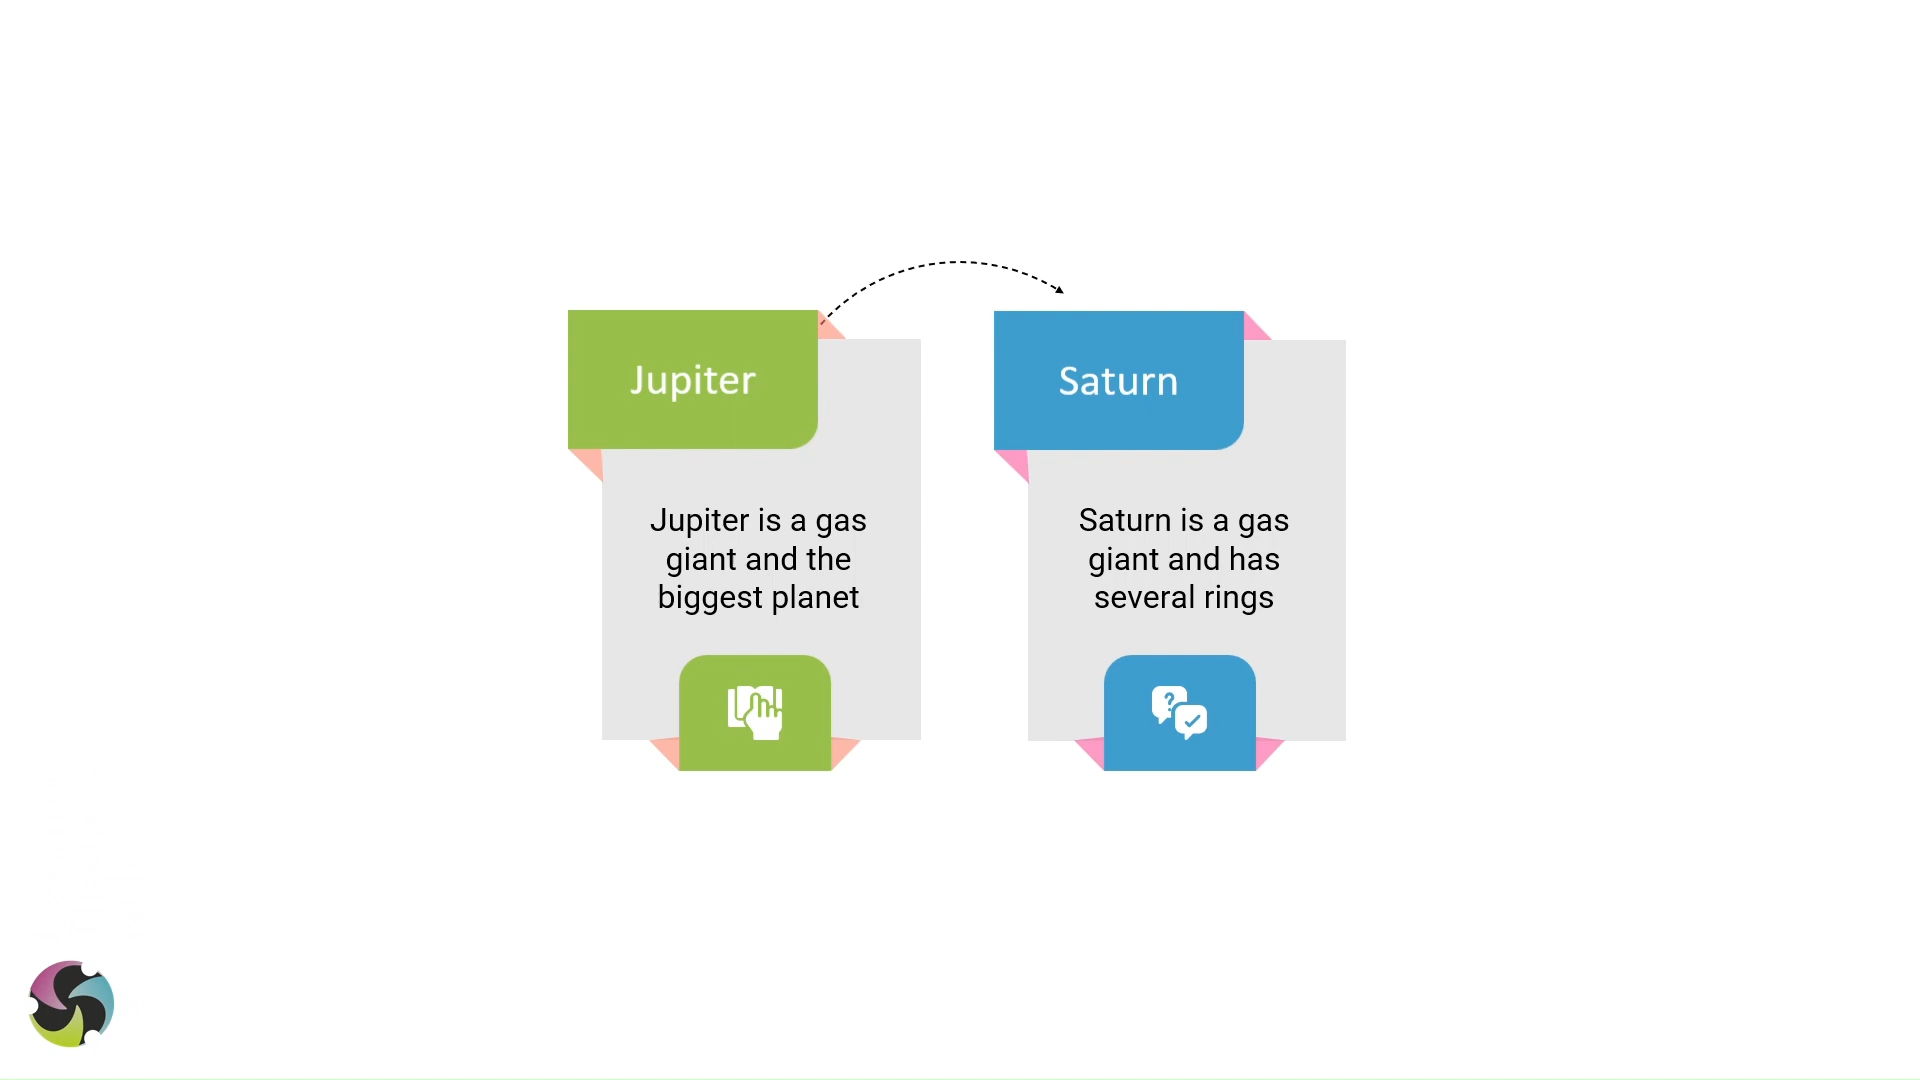 Jupiter
Jupiter is a gas
giant and the
biggest planet
Saturn
Saturn is a gas
giant and has
several rings
?